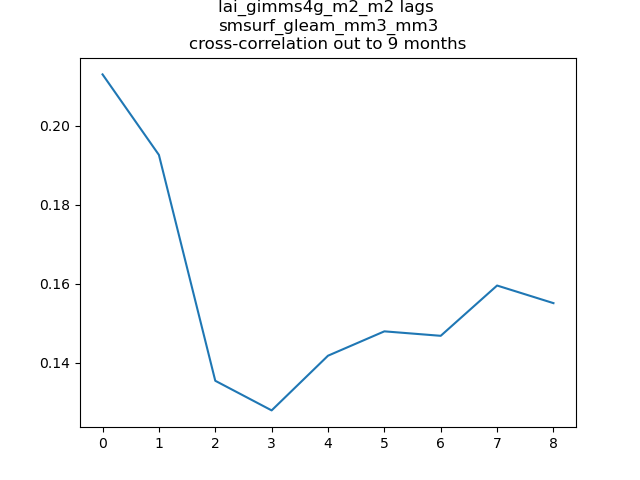 lai_gimms4g_m2_m2 lags
smsurf_gleam_mm3_mm3
cross-correlation out to 9 months
0.20
0.18
0.16
0.14
0 1 2 3 4 5 6 7 8